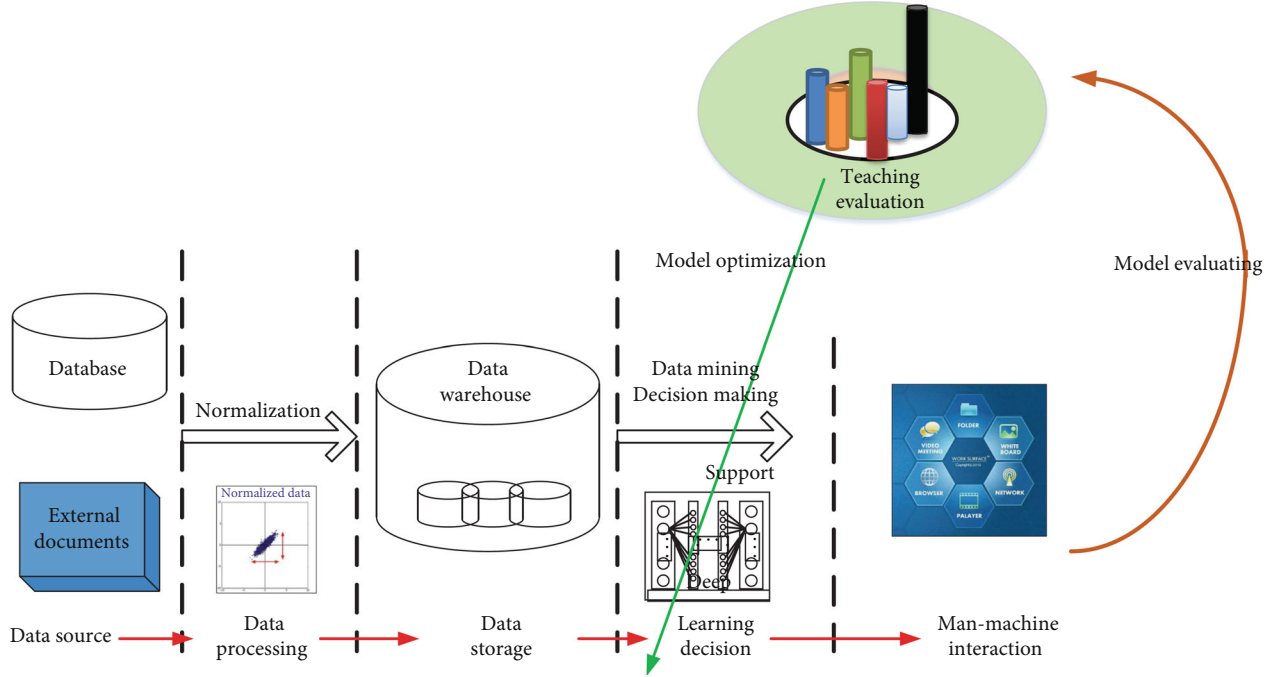 Teaching
evaluation
Model optimization
Model evaluating
Database
Normalization
Data
warehouse
Data mining
Decision making
Support
External
documents
Normalized data
Deep
FOLDER
VIDEO
MEETING
WHITE
BOARD
WORK SURFACE
BROWSER
NETWORK
PALAYER
Data source
Data
processing
Data
storage
Learning
decision
Man-machine
interaction